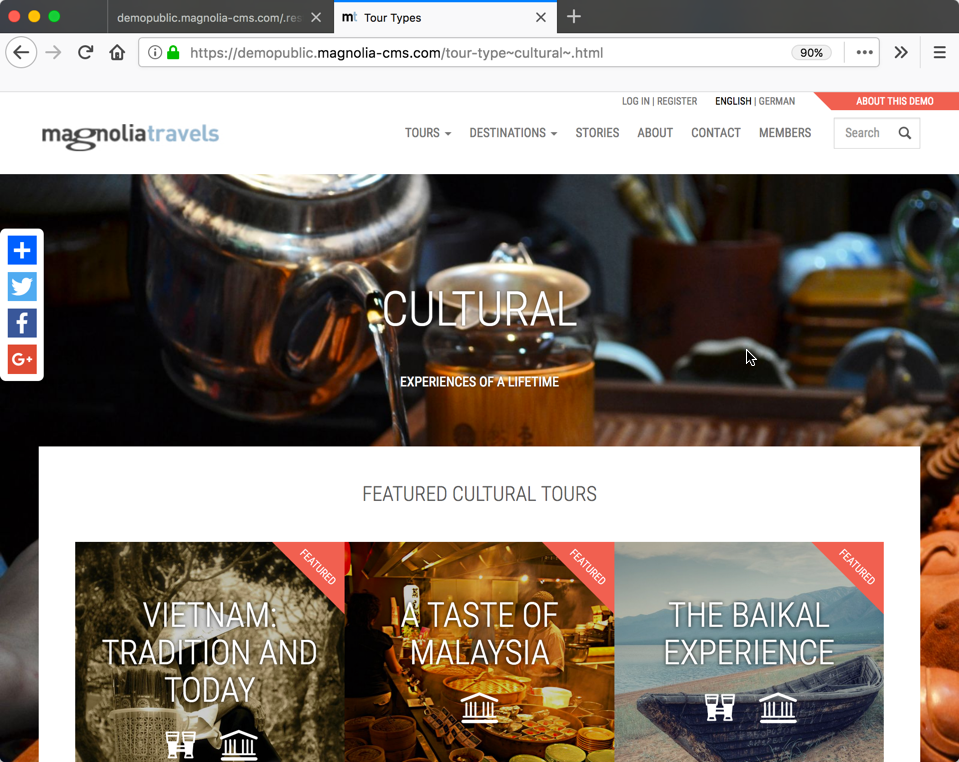 demopublic.magnolia-cms.com/.res
mt Tour Types
https://demopublic.magnolia-cms.com/tour-type~cultural~.html
90%
LOG IN | REGISTER ENGLISH | GERMAN ABOUT THIS DEMO
magnoliatravels
TOURS DESTINATIONS STORIES ABOUT CONTACT MEMBERS Search
CULTURAL
EXPERIENCES OF A LIFETIME
G+
FEATURED CULTURAL TOURS
FEATURED
VIETNAM:
TRADITION AND
TODAY
FEATURED
A TASTE OF
MALAYSIA
FEATURED
THE BAIKAL
EXPERIENCE